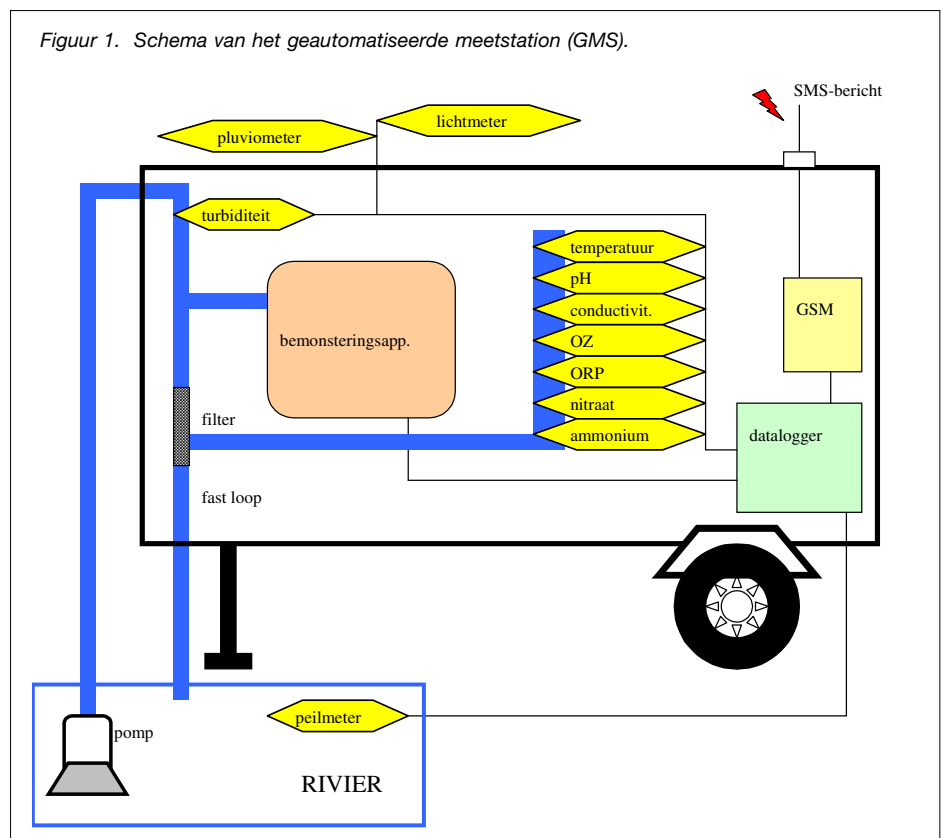 Figuur 1. Schema van het geautomatiseerde meetstation (GMS).
SMS-bericht
lichtmeter
pluviometer
turbiditeit
temperatuur
pH
conductivit.
OZ
ORP
nitraat
ammonium
bemonsteringsapp.
GSM
datalogger
filter
fast loop
peilmeter
pomp
RIVIER